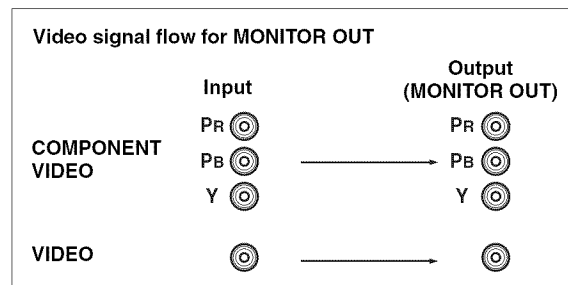 Video signal flow for MONITOR OUT
Input
Output
(MONITOR OUT)
COMPONENT
VIDEO
PR
PB
Y
PR
PB
Y
VIDEO